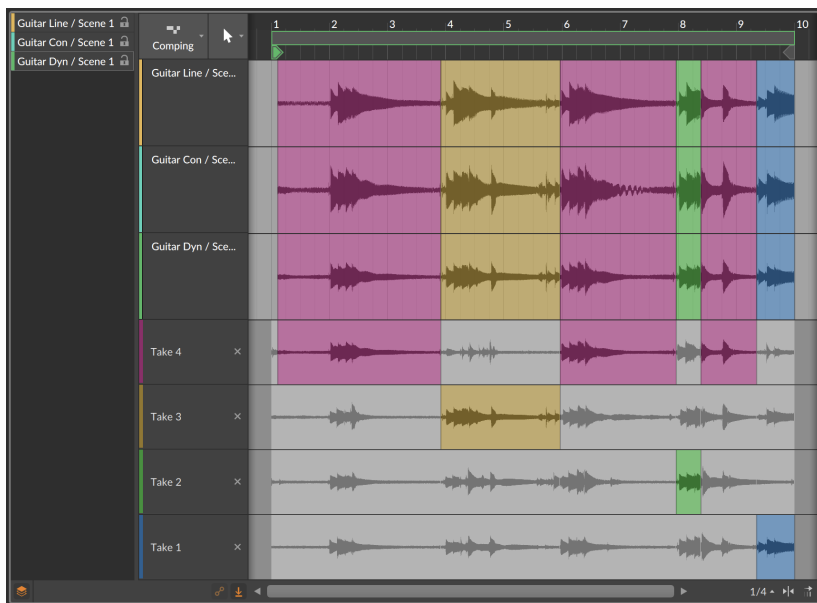 Guitar Line / Scene 1
Guitar Con / Scene 1
Guitar Dyn / Scene 1
Comping
1 2 3 4 5 6 7 8 9 10
Guitar Line / Sce...
Guitar Con / Sce...
Guitar Dyn / Sce...
Take 4
Take 3
Take 2
Take 1
1/4